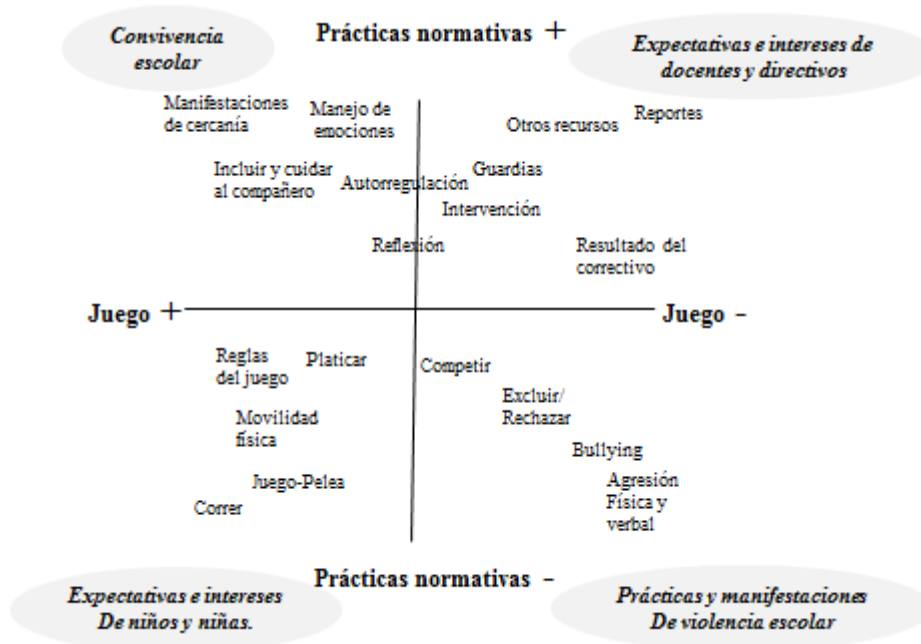 Convivencia
escolar
Prácticas normativas +
Expectativas e intereses de
docentes y directivos
Manifestaciones
de cercanía
Manejo de
emociones
Otros recursos
Reportes
Incluir y cuidar
al compañero
Autorregulación
Guardias
Intervención
Reflexión
Resultado del
correctivo
Juego +
Juego -
Reglas
del juego
Platicar
Competir
Excluir/
Rechazar
Movilidad
física
Bullying
Juego-Pelea
Agresión
Física y
verbal
Correr
Prácticas normativas -
Expectativas e intereses
De niños y niñas.
Prácticas y manifestaciones
De violencia escolar